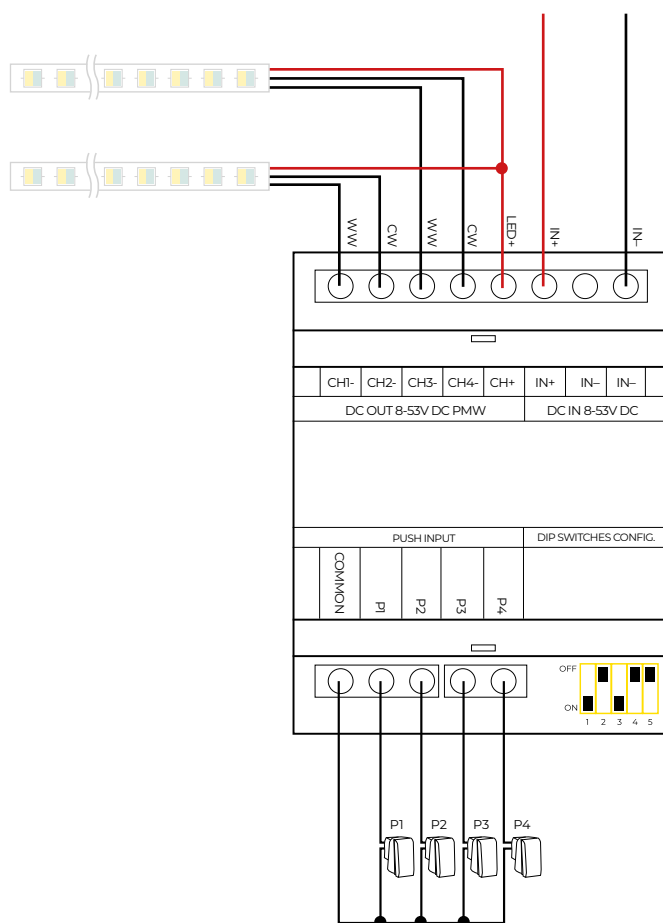 WW CW WW CW LED+ IN+ IN–
CH1- CH2- CH3- CH4- CH+ IN+ IN– IN–
DC OUT 8-53V DC PMW DC IN 8-53V DC
PUSH INPUT DIP SWITCHES CONFIG.
COMMON P1 P2 P3 P4
OFF
ON
1 2 3 4 5
P1 P2 P3 P4